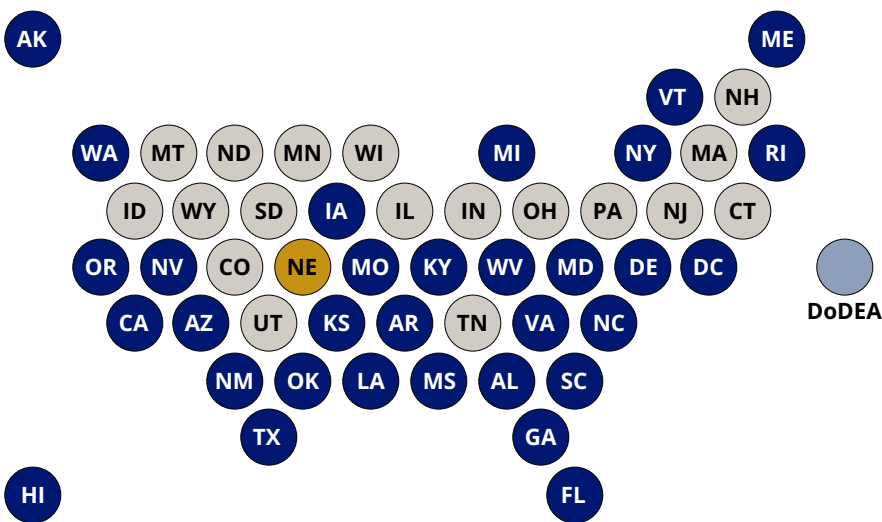 AK ME
VT NH
WA MT ND MN WI MI NY MA RI
ID WY SD IA IL IN OH PA NJ CT
OR NV CO NE MO KY WV MD DE DC
DoDEA
CA AZ UT KS AR TN VA NC
NM OK LA MS AL SC
TX GA
HI FL